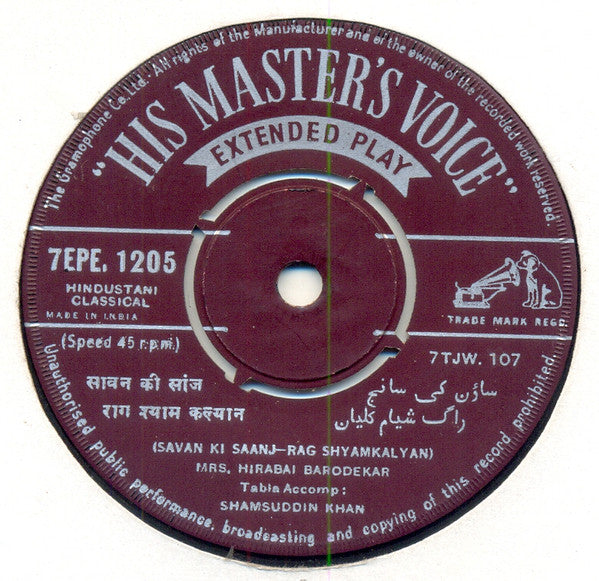 The Gramophone Co. Ltd. All rights of the Manufacturer and of the owner of the recorded work reserved.
"HIS MASTER'S VOICE"
EXTENDED PLAY
7EPE. 1205
HINDUSTANI
CLASSICAL
MADE IN INDIA
(Speed 45 r.p.m.)
TRADE MARK REGD.
7TJW. 107
सावन की सांज
राग श्याम कल्यान
ساؤن کی سانج
راگ شیام کلیان
(SAVAN KI SAANJ—RAG SHYAMKALYAN)
MRS. HIRABAI BARODEKAR
Tabla Accomp:
SHAMSUDDIN KHAN
Unauthorised public performance, broadcasting and copying of this record prohibited.